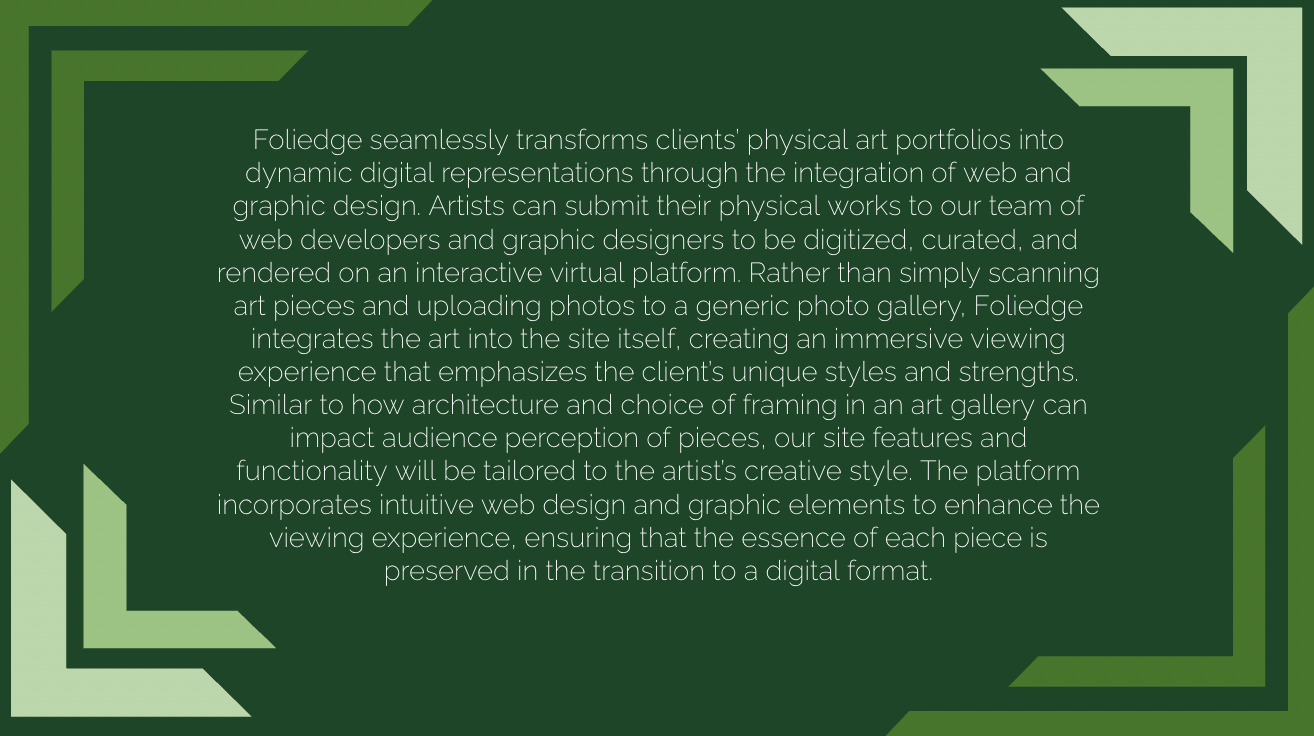 Foliedge seamlessly transforms clients’ physical art portfolios into
dynamic digital representations through the integration of web and
graphic design. Artists can submit their physical works to our team of
web developers and graphic designers to be digitized, curated, and
rendered on an interactive virtual platform. Rather than simply scanning
art pieces and uploading photos to a generic photo gallery, Foliedge
integrates the art into the site itself, creating an immersive viewing
experience that emphasizes the client’s unique styles and strengths.
Similar to how architecture and choice of framing in an art gallery can
impact audience perception of pieces, our site features and
functionality will be tailored to the artist’s creative style. The platform
incorporates intuitive web design and graphic elements to enhance the
viewing experience, ensuring that the essence of each piece is
preserved in the transition to a digital format.